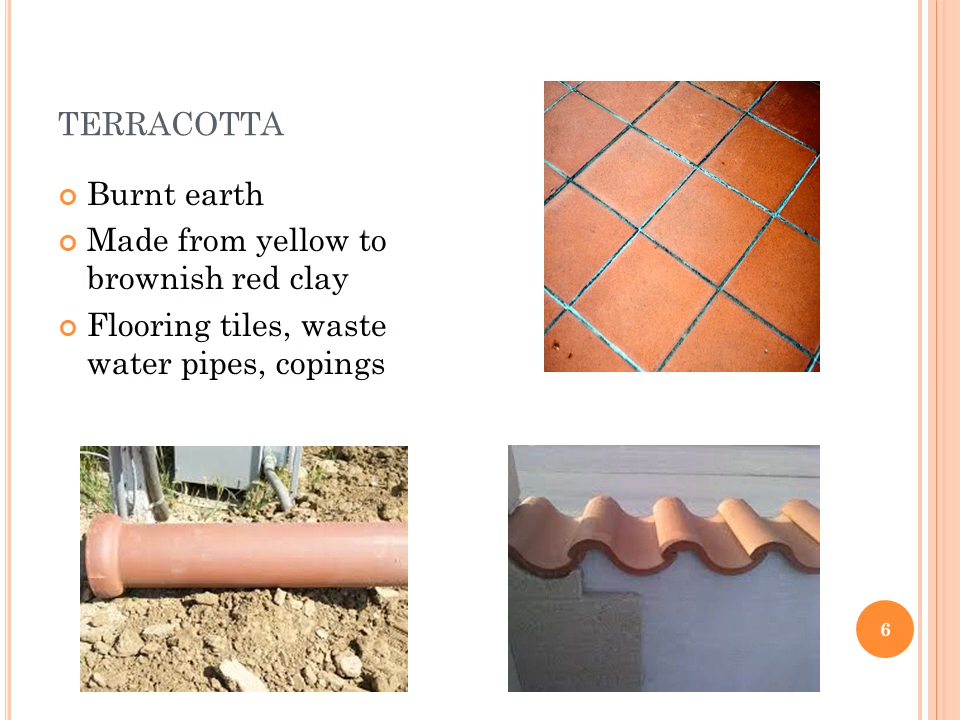 TERRACOTTA
Burnt earth
Made from yellow to
brownish red clay
Flooring tiles, waste
water pipes, copings
6